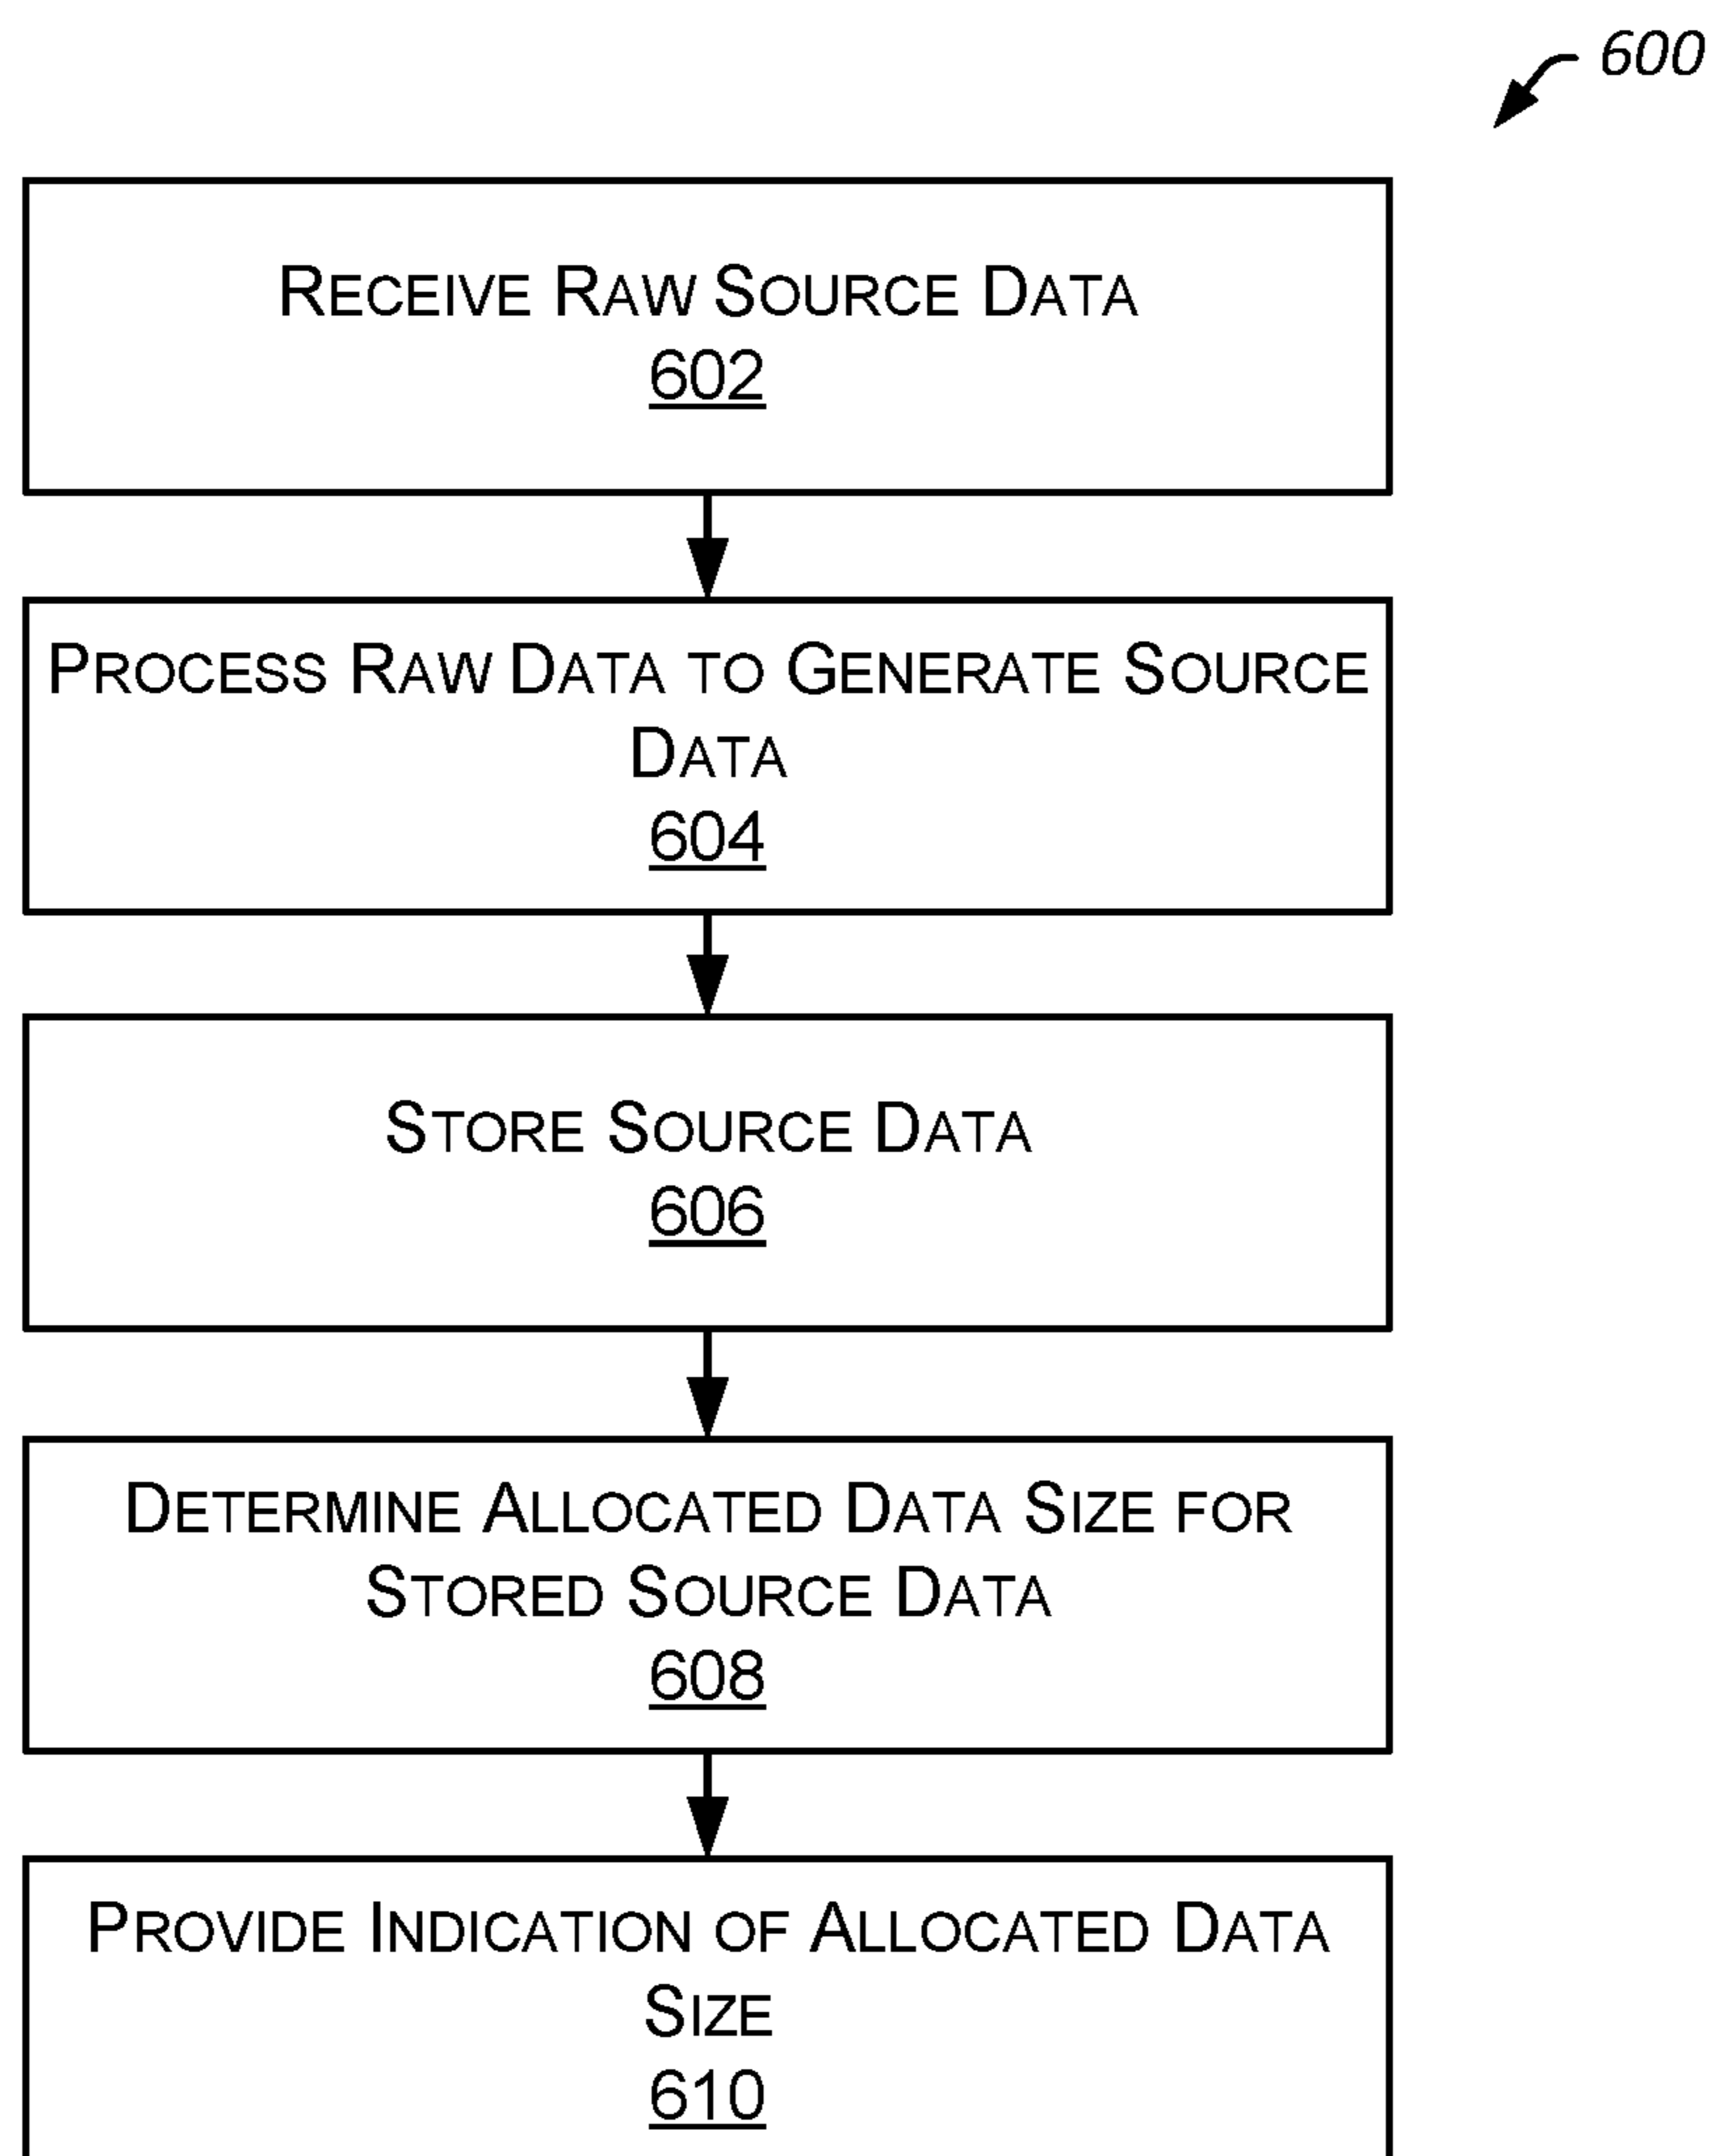 600
RECEIVE RAW SOURCE DATA
602
PROCESS RAW DATA TO GENERATE SOURCE
DATA
604
STORE SOURCE DATA
606
DETERMINE ALLOCATED DATA SIZE FOR
STORED SOURCE DATA
608
PROVIDE INDICATION OF ALLOCATED DATA
SIZE
610